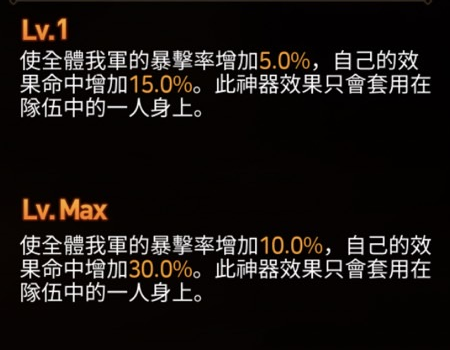 Lv.1
使全體我軍的暴擊率增加5.0%，自己的效
果命中增加15.0%。此神器效果只會套用在
隊伍中的一人身上。
Lv.Max
使全體我軍的暴擊率增加10.0%，自己的效
果命中增加30.0%。此神器效果只會套用在
隊伍中的一人身上。